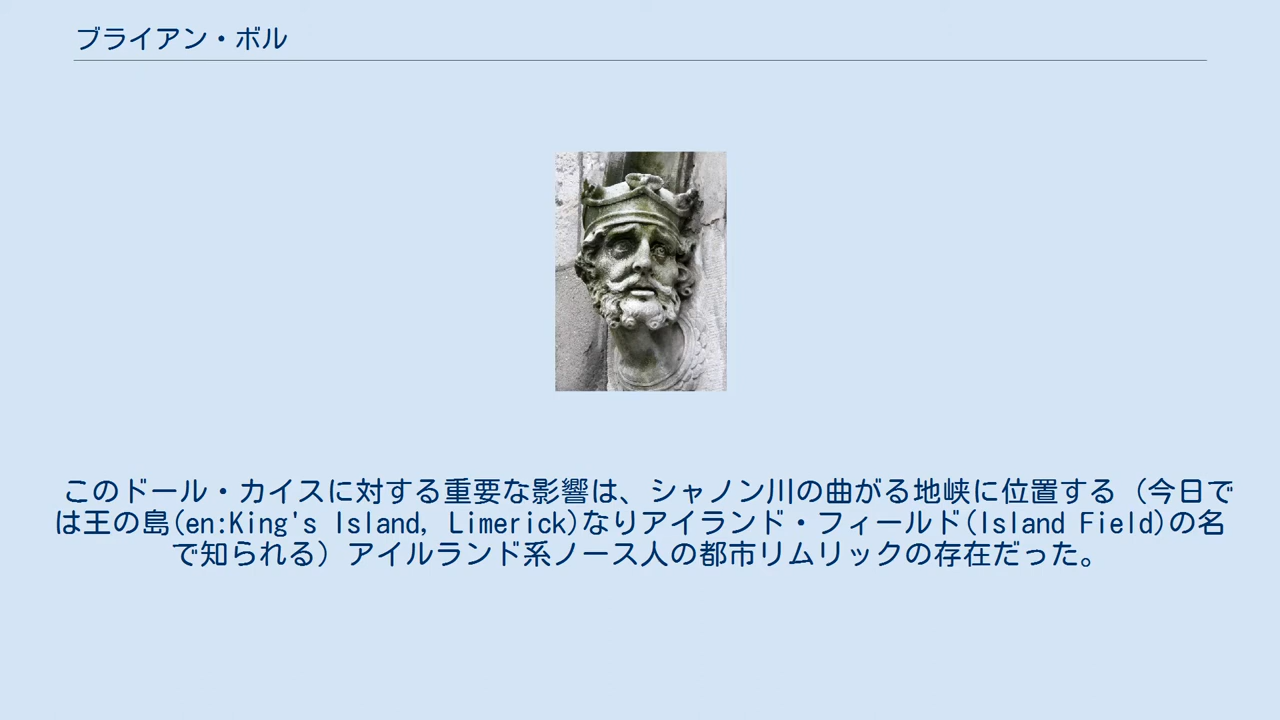 ブライアン・ボル
このドール・カイスに対する重要な影響は、シャノン川の曲がる地峡に位置する（今日で
は王の島(en:King's Island, Limerick)なりアイランド・フィールド(Island Field)の名
で知られる）アイルランド系ノース人の都市リムリックの存在だった。